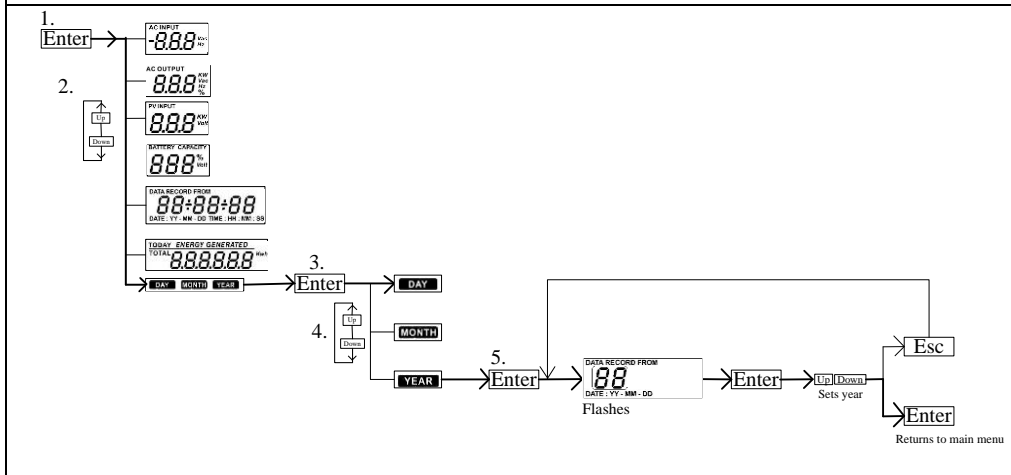 1.
Enter
AC INPUT
-8.8.8 Vac Hz
2.
Up
Down
AC OUTPUT
8.8.8 KW Vac Hz %
PV INPUT
8.8.8 KW Volt
BATTERY CAPACITY
888 % Volt
DATA RECORD FROM
88:88:88
DATE : YY - MM - DD TIME : HH : MM : SS
TODAY ENERGY GENERATED
TOTAL 8.8.8.8.8.8 Kwh
DAY MONTH YEAR
3.
Enter
DAY
4.
Up
Down
MONTH
YEAR
5.
Enter
DATA RECORD FROM
88
DATE : YY - MM - DD
Flashes
Enter
Up Down
Sets year
Esc
Enter
Returns to main menu